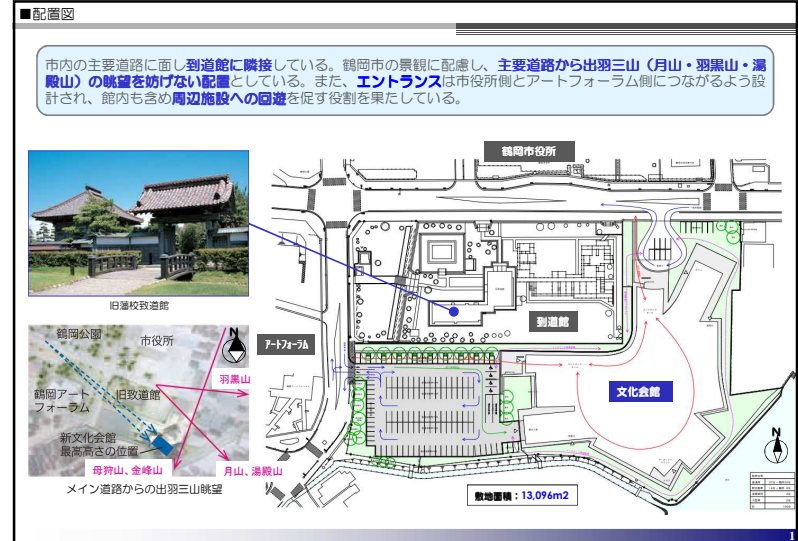 ■配置図
市内の主要道路に面し到道館に隣接している。鶴岡市の景観に配慮し、主要道路から出羽三山（月山・羽黒山・湯
殿山）の眺望を妨げない配置としている。また、エントランスは市役所側とアートフォーラム側につながるよう設
計され、館内も含め周辺施設への回遊を促す役割を果たしている。
鶴岡市役所
旧藩校致道館
到道館
アートフォーラム
文化会館
鶴岡公園
市役所
N
羽黒山
鶴岡アート
フォーラム
旧致道館
新文化会館
最高高さの位置
母狩山、金峰山
月山、湯殿山
メイン道路からの出羽三山眺望
N
敷地面積：13,096m2
1